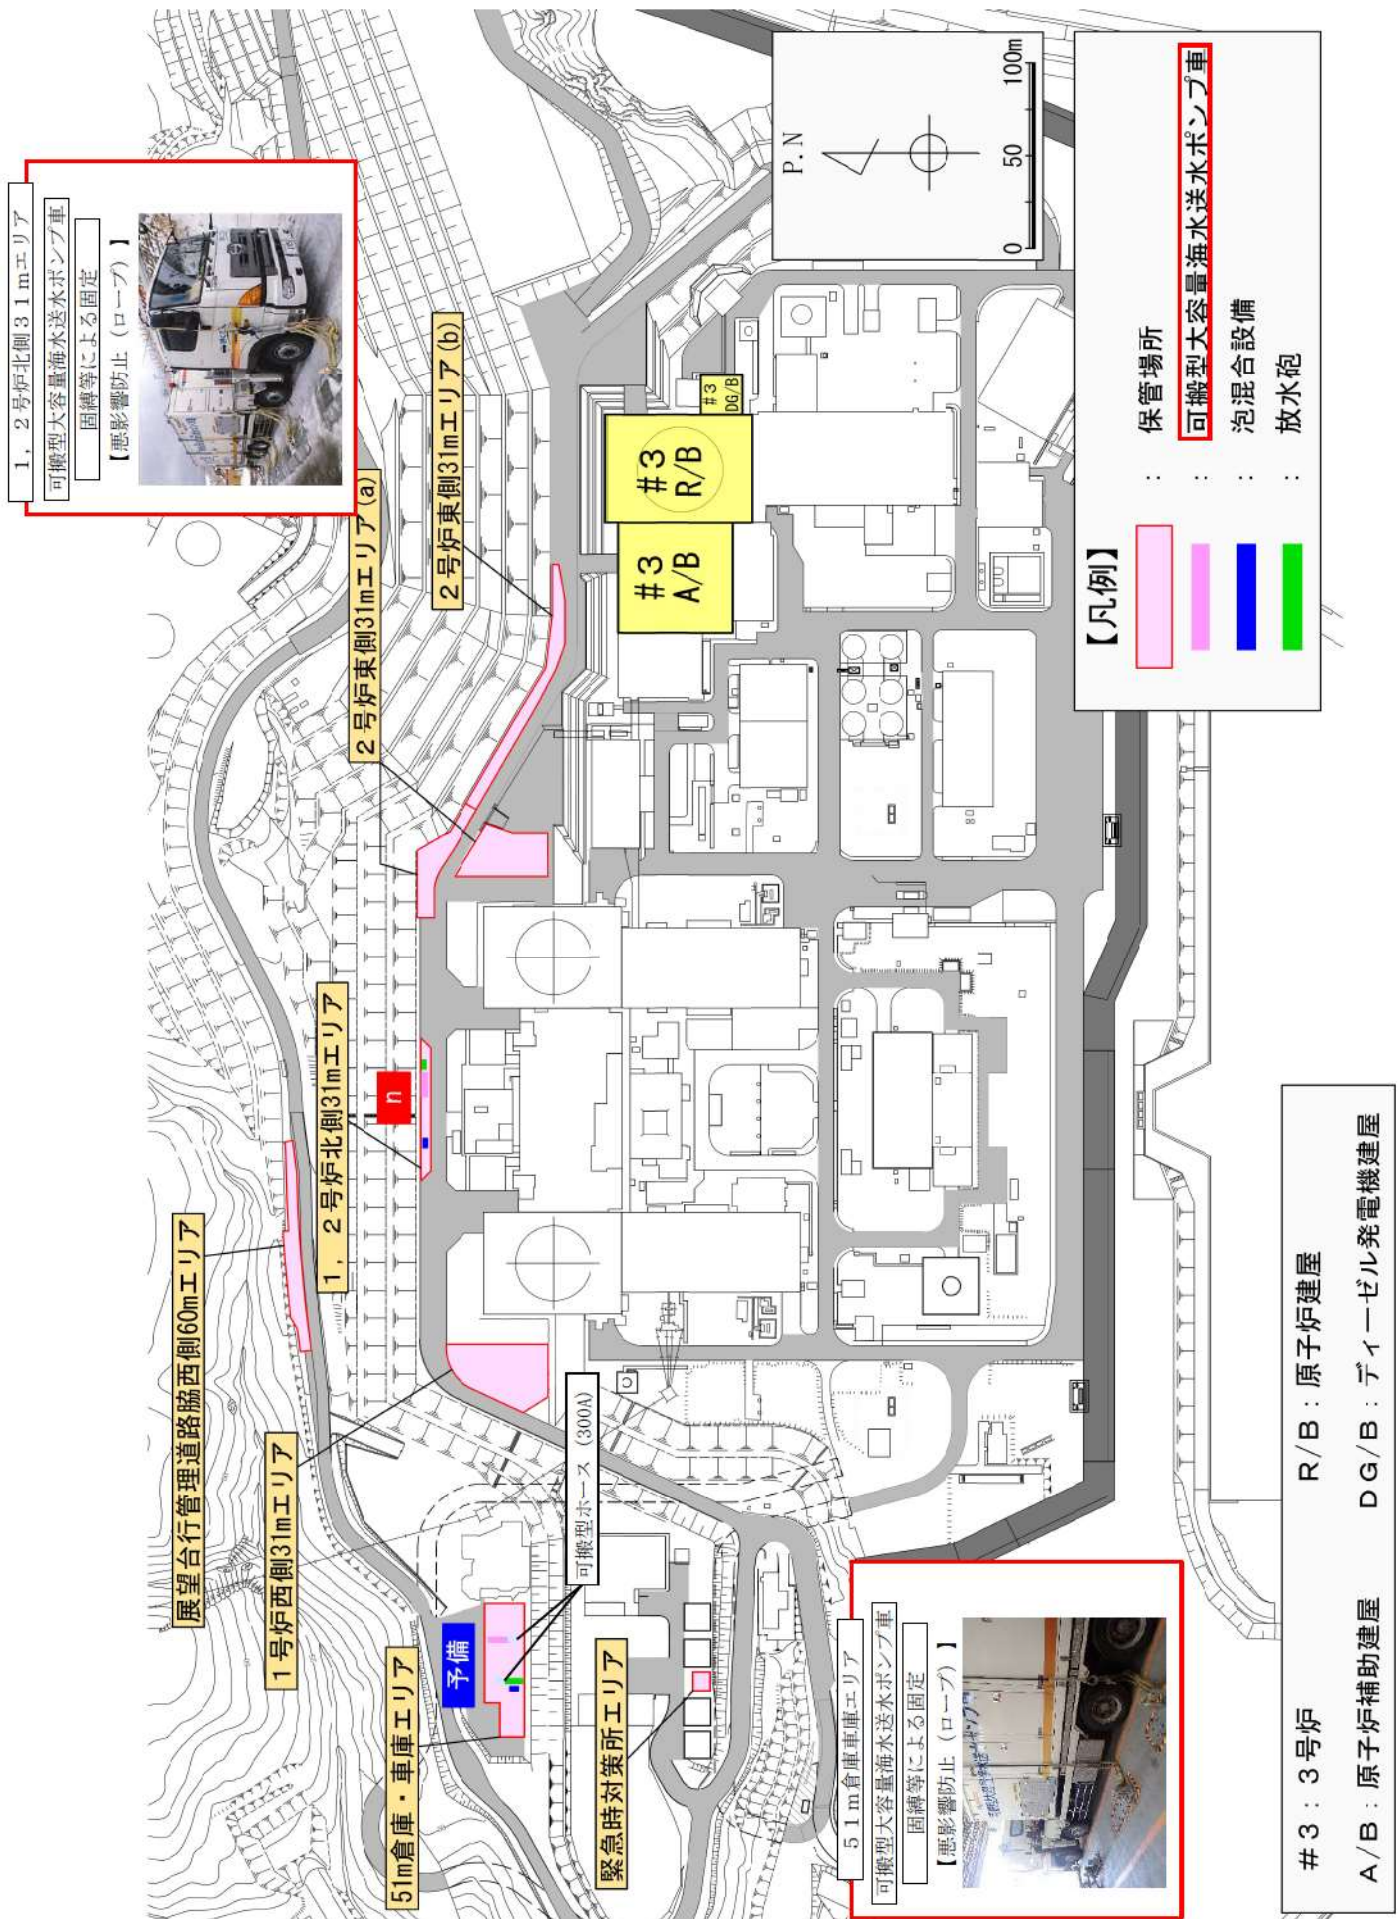 1，2号炉北側31mエリア
可搬型大容量海水送水ポンプ車
固縛等による固定
【悪影響防止（ロープ）】
P.N
0 50 100m
【凡例】
： 保管場所
： 可搬型大容量海水送水ポンプ車
： 泡混合設備
： 放水砲
2号炉東側31mエリア(a)
2号炉東側31mエリア(b)
#3
R/B
#3
A/B
#3
DG/B
展望台行管理道路脇西側60mエリア
1，2号炉北側31mエリア
n
1号炉西側31mエリア
可搬型ホース（300A）
51m倉庫・車庫エリア
予備
緊急時対策所エリア
51m倉庫車庫エリア
可搬型大容量海水送水ポンプ車
固縛等による固定
【悪影響防止（ロープ）】
#3：3号炉 R/B：原子炉建屋
A/B：原子炉補助建屋 DG/B：ディーゼル発電機建屋